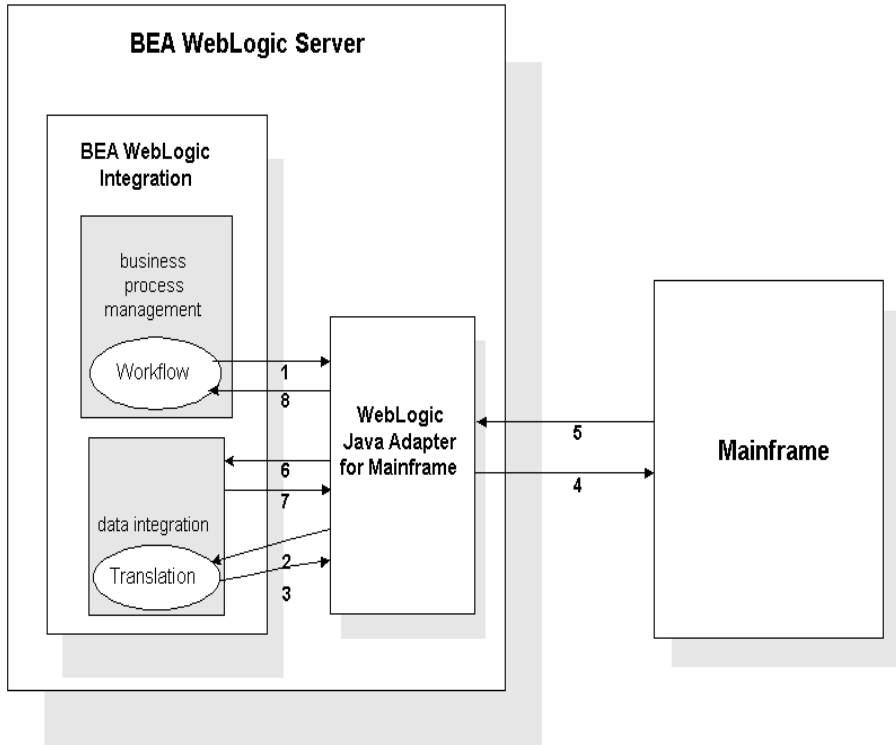 BEA WebLogic Server
BEA WebLogic
Integration
business
process
management
Workflow
1
8
WebLogic
Java Adapter
for Mainframe
5
4
Mainframe
6
7
data integration
Translation
2
3